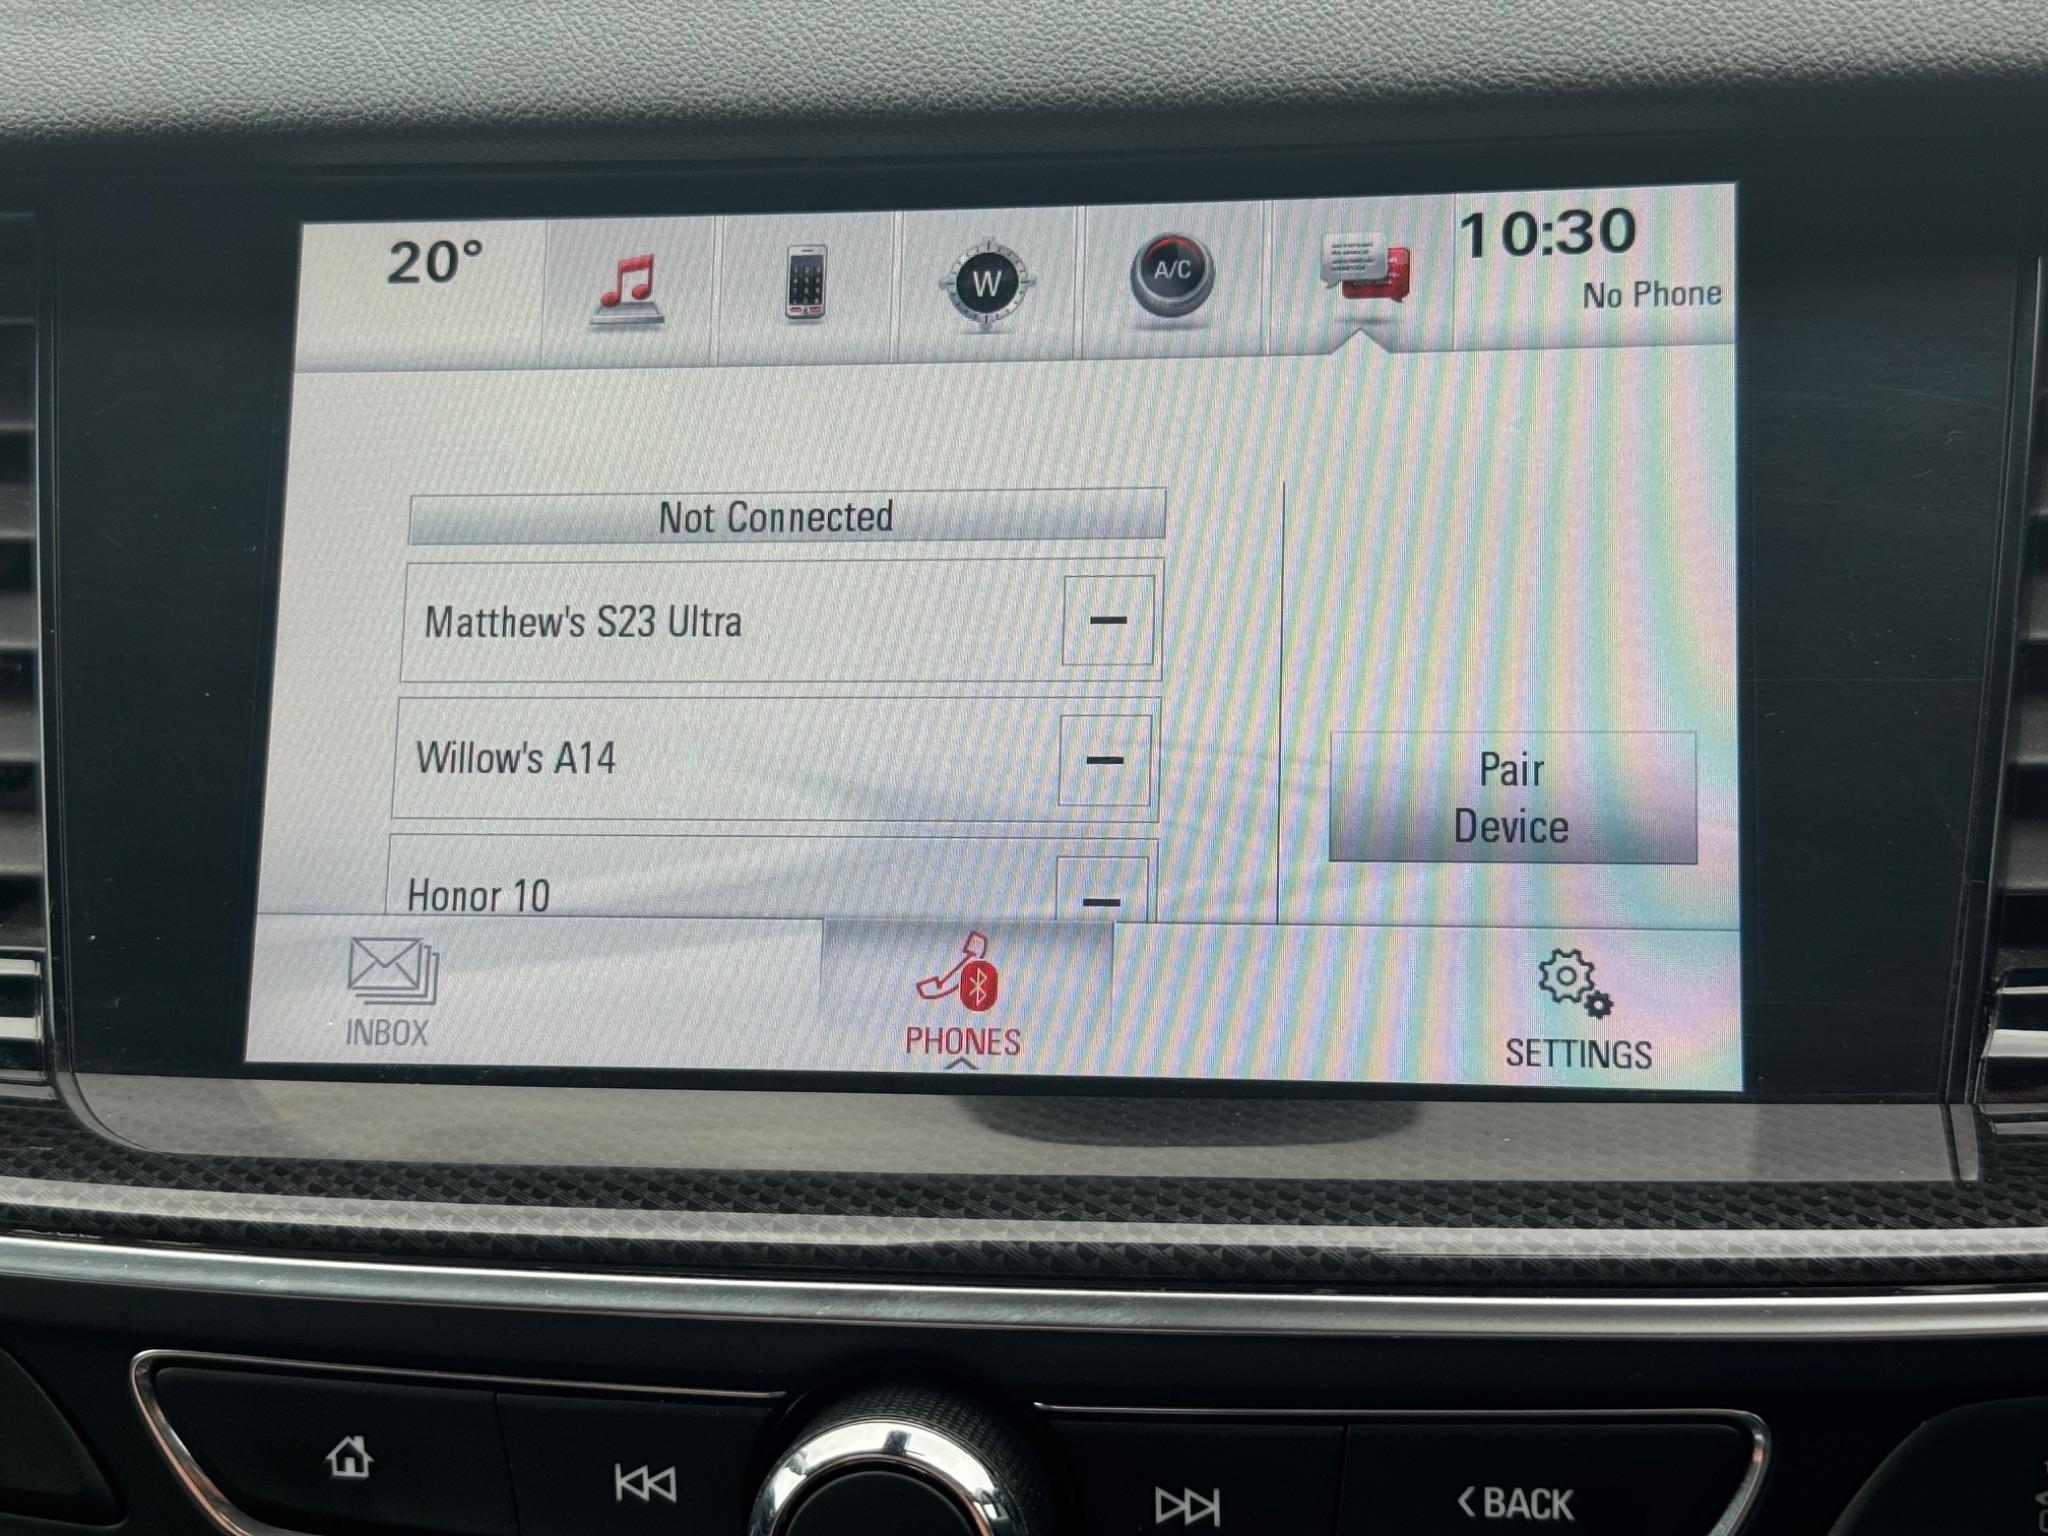 20°
W
A/C
10:30
No Phone
Not Connected
Matthew's S23 Ultra
Willow's A14
Honor 10
Pair
Device
INBOX
PHONES
SETTINGS
<BACK